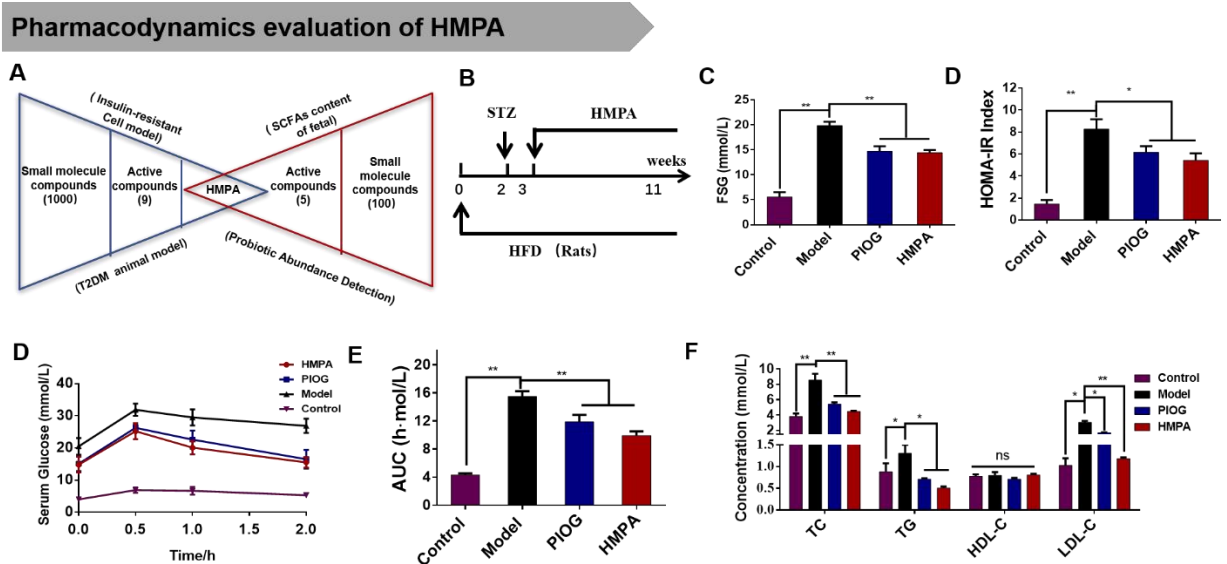 Pharmacodynamics evaluation of HMPA
A
( Insulin-resistant
Cell model)
( SCFAs content
of fetal)
Small molecule
compounds
(1000)
Active
compounds
(9)
HMPA
Active
compounds
(5)
Small
molecule
compounds
(100)
(T2DM animal model)
(Probiotic Abundance Detection)
B
STZ
HMPA
weeks
0
2
3
11
HFD (Rats)
C
FSG (mmol/L)
25
20
15
10
5
0
**
**
Control
Model
PIOG
HMPA
D
HOMA-IR Index
12
10
8
6
4
2
0
**
*
Control
Model
PIOG
HMPA
D
Serum Glucose (mmol/L)
40
30
20
10
0
0.0
0.5
1.0
2.0
Time/h
HMPA
PIOG
Model
Control
E
AUC (h·mol/L)
20
16
12
8
4
0
**
**
Control
Model
PIOG
HMPA
F
Concentration (mmol/L)
10
8
6
4
2
1.0
0.5
0.0
**
**
*
*
ns
*
*
**
TC
TG
HDL-C
LDL-C
Control
Model
PIOG
HMPA